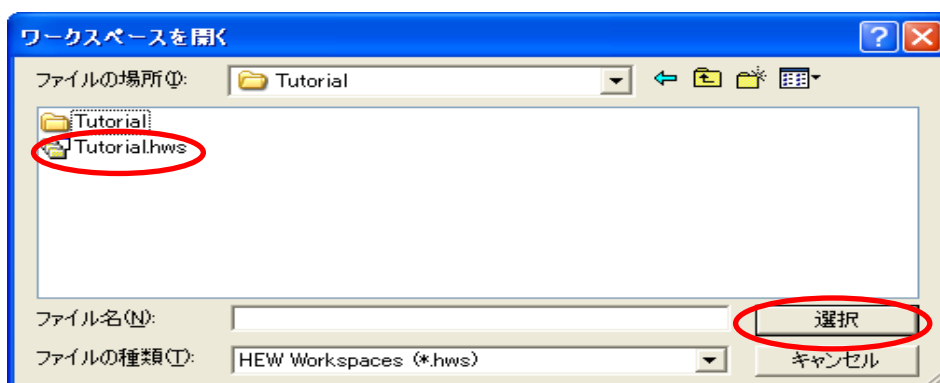 ワークスペースを開く
ファイルの場所(I):
Tutorial
Tutorial
Tutorial.hws
ファイル名(N):
選択
ファイルの種類(T):
HEW Workspaces (*.hws)
キャンセル